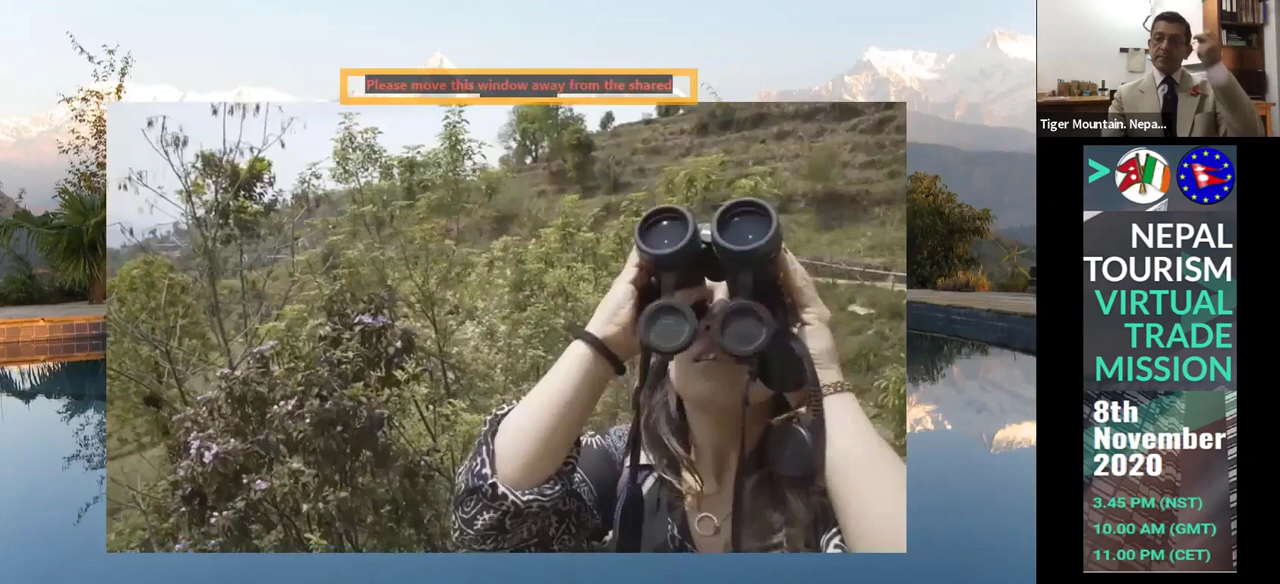 Please move this window away from the shared
Tiger Mountain. Nepa...
NEPAL
TOURISM
VIRTUAL
TRADE
MISSION
8th
November
2020
3.45 PM (NST)
10.00 AM (GMT)
11.00 PM (CET)